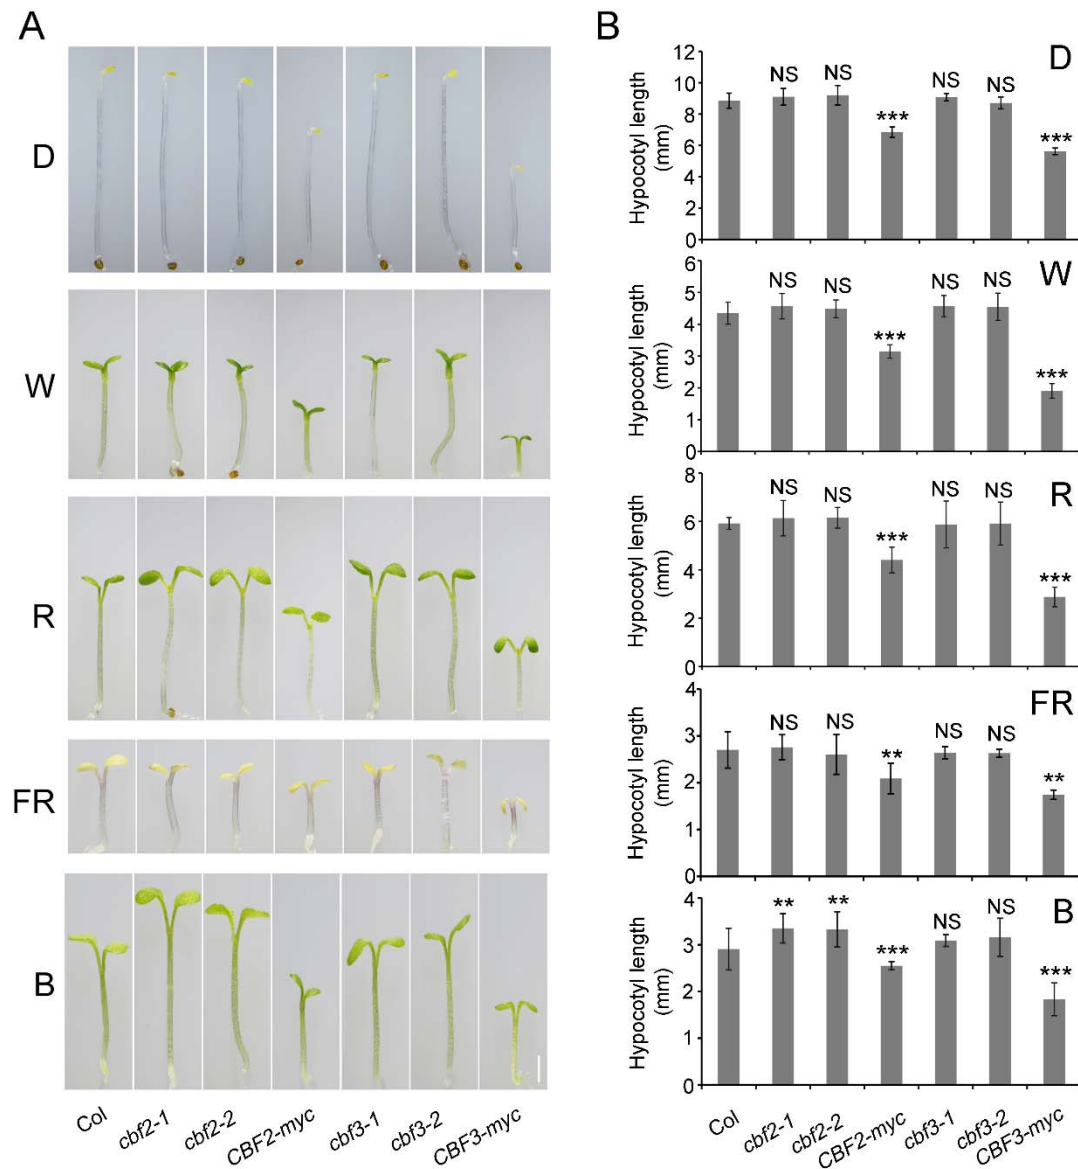 A
D
W
R
FR
B
Col
cbf2-1
cbf2-2
CBF2-myc
cbf3-1
cbf3-2
CBF3-myc
B
D
Hypocotyl length
(mm)
12
10
8
6
4
2
0
NS
NS
***
NS
NS
***
W
Hypocotyl length
(mm)
6
5
4
3
2
1
0
NS
NS
***
NS
NS
***
R
Hypocotyl length
(mm)
8
6
4
2
0
NS
NS
***
NS
NS
***
FR
Hypocotyl length
(mm)
4
3
2
1
0
NS
NS
**
NS
NS
**
B
Hypocotyl length
(mm)
4
3
2
1
0
**
**
***
NS
NS
***
Col
cbf2-1
cbf2-2
CBF2-myc
cbf3-1
cbf3-2
CBF3-myc